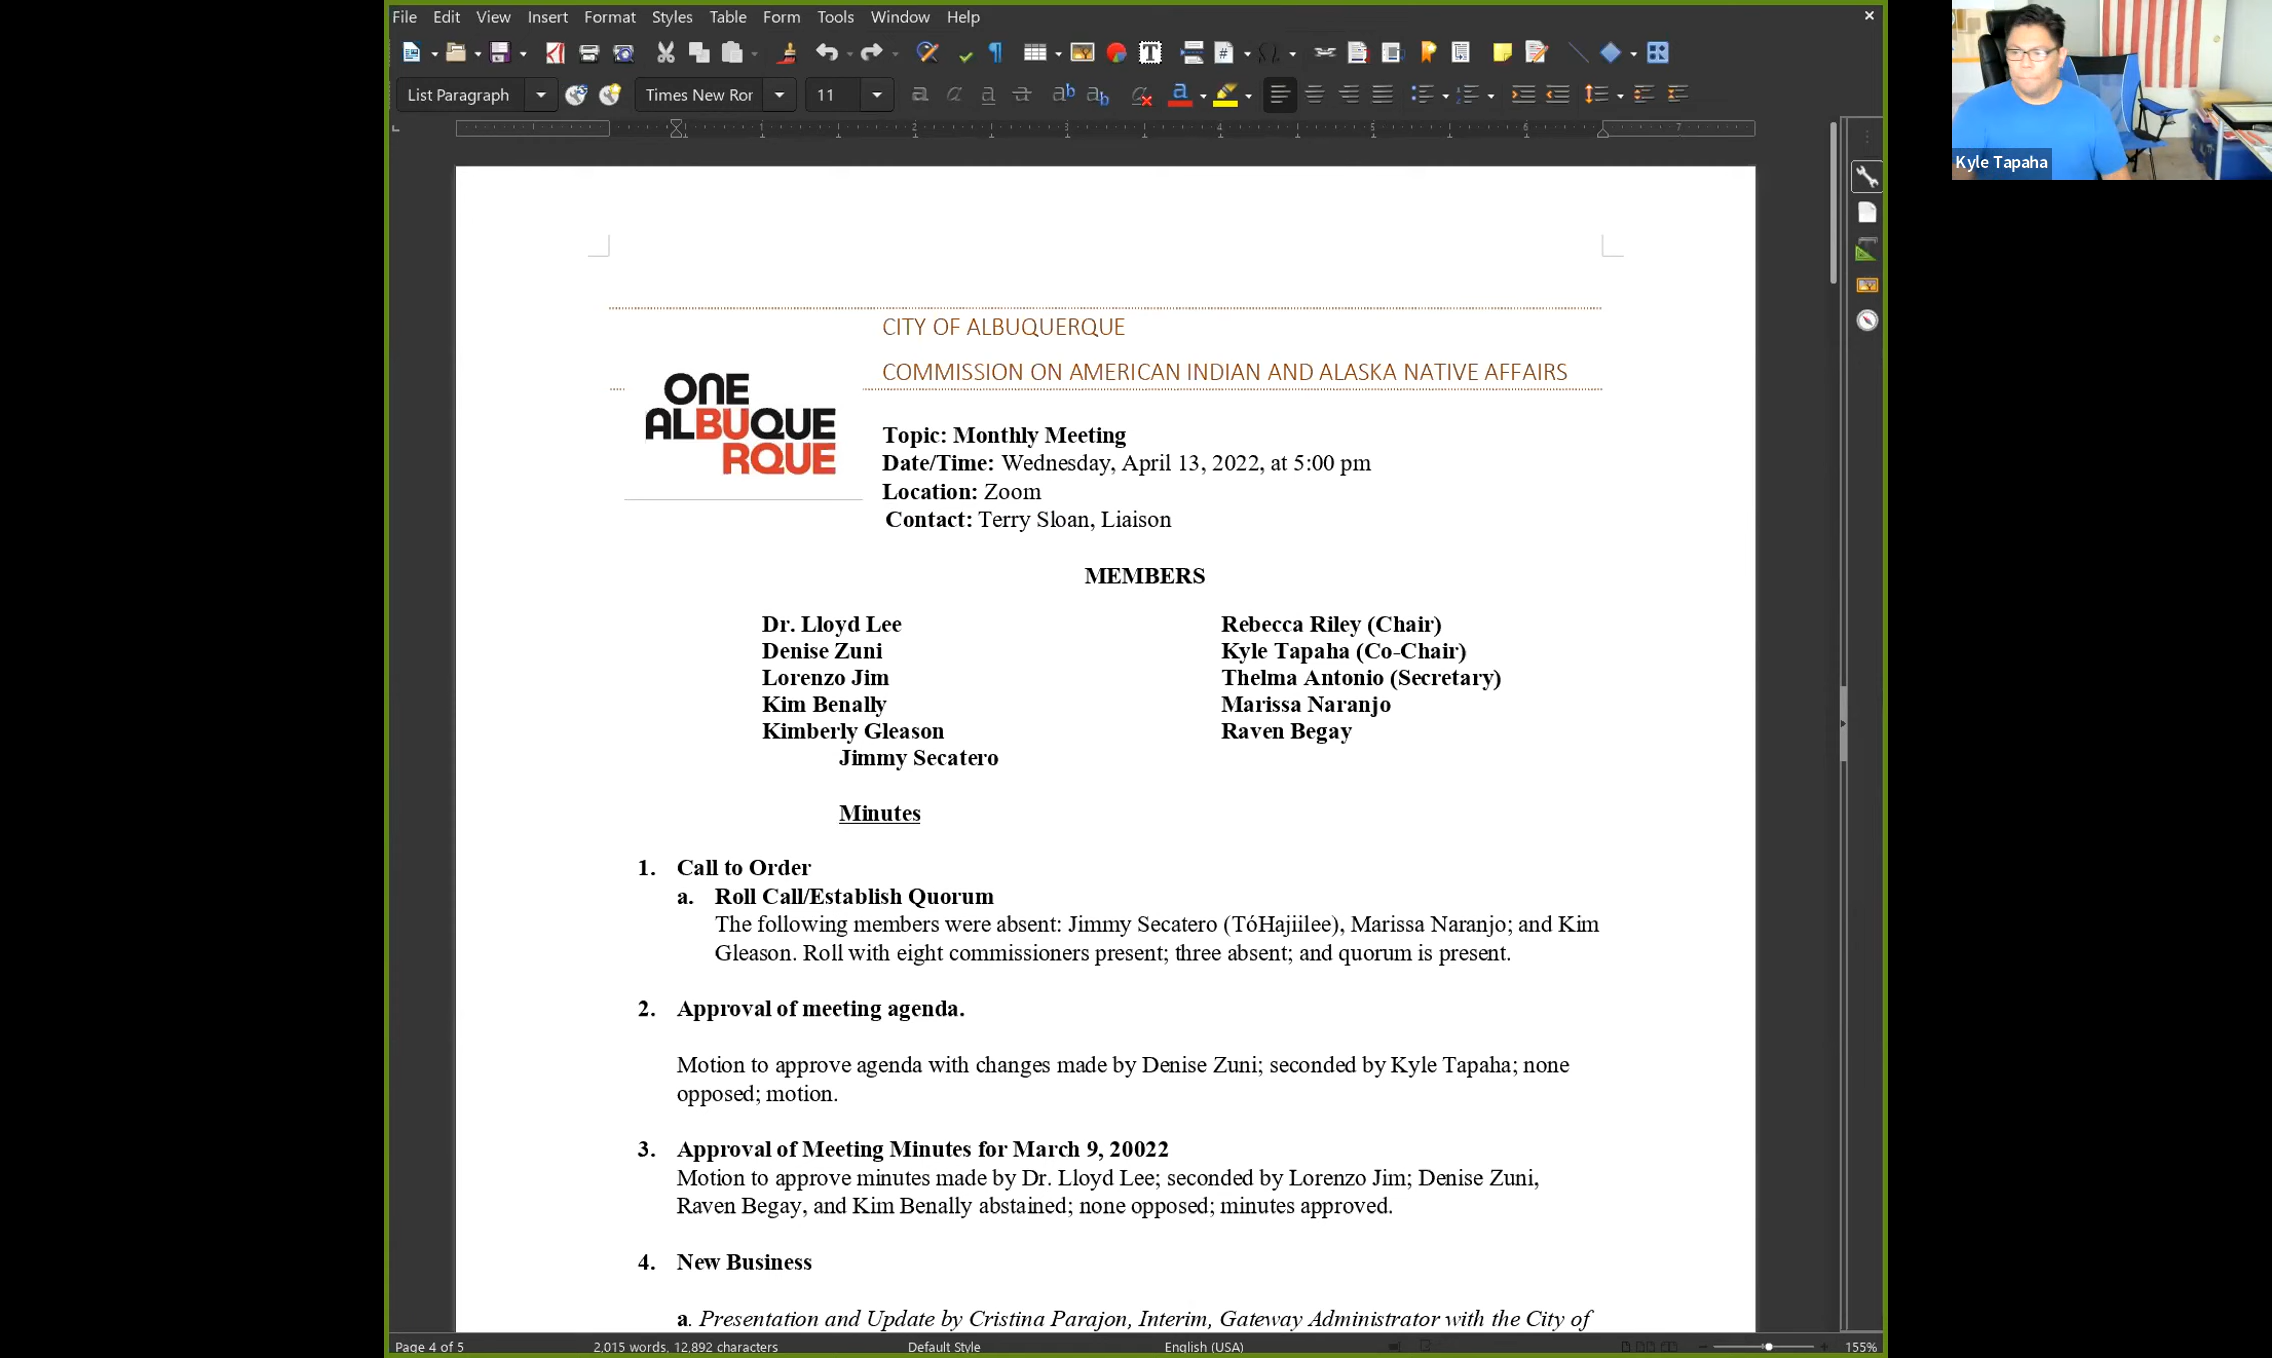 File Edit View Insert Format Styles Table Form Tools Window Help
List Paragraph Times New Ror 11
1 2 3 4 5 6 7
Kyle Tapaha
CITY OF ALBUQUERQUE
COMMISSION ON AMERICAN INDIAN AND ALASKA NATIVE AFFAIRS
ONE
ALBUQUE
RQUE
Topic: Monthly Meeting
Date/Time: Wednesday, April 13, 2022, at 5:00 pm
Location: Zoom
Contact: Terry Sloan, Liaison
MEMBERS
Dr. Lloyd Lee
Denise Zuni
Lorenzo Jim
Kim Benally
Kimberly Gleason
Jimmy Secatero
Rebecca Riley (Chair)
Kyle Tapaha (Co-Chair)
Thelma Antonio (Secretary)
Marissa Naranjo
Raven Begay
Minutes
1. Call to Order
a. Roll Call/Establish Quorum
The following members were absent: Jimmy Secatero (TóHajiilee), Marissa Naranjo; and Kim
Gleason. Roll with eight commissioners present; three absent; and quorum is present.
2. Approval of meeting agenda.
Motion to approve agenda with changes made by Denise Zuni; seconded by Kyle Tapaha; none
opposed; motion.
3. Approval of Meeting Minutes for March 9, 20022
Motion to approve minutes made by Dr. Lloyd Lee; seconded by Lorenzo Jim; Denise Zuni,
Raven Begay, and Kim Benally abstained; none opposed; minutes approved.
4. New Business
a. Presentation and Update by Cristina Parajon, Interim, Gateway Administrator with the City of
Page 4 of 5 2,015 words, 12,892 characters Default Style English (USA) 155%